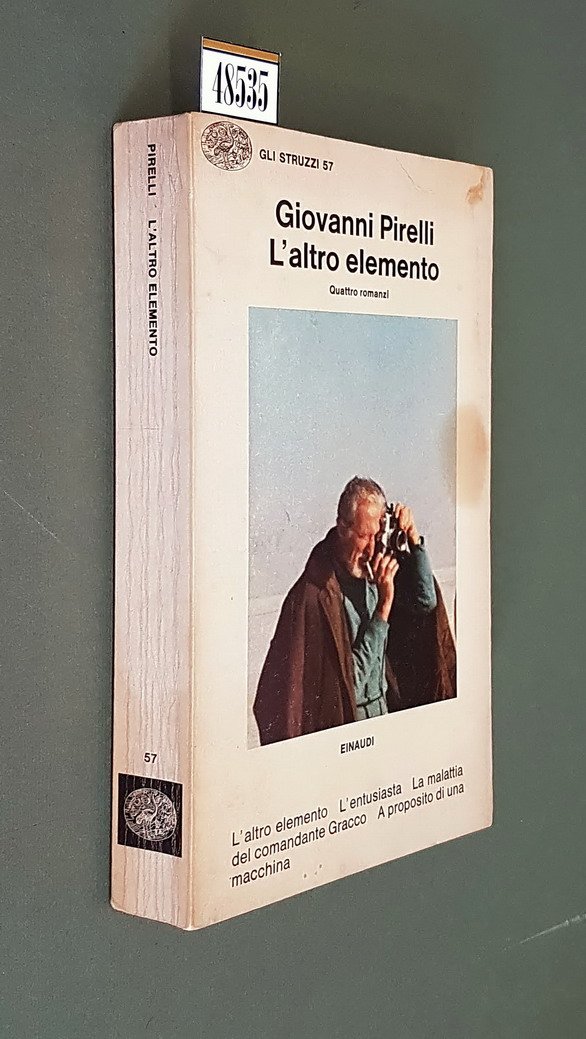 48535
GLI STRUZZI 57
Giovanni Pirelli
L'altro elemento
Quattro romanzi
EINAUDI
L'altro elemento L'entusiasta La malattia
del comandante Gracco A proposito di una
macchina
PIRELLI L'ALTRO ELEMENTO
57